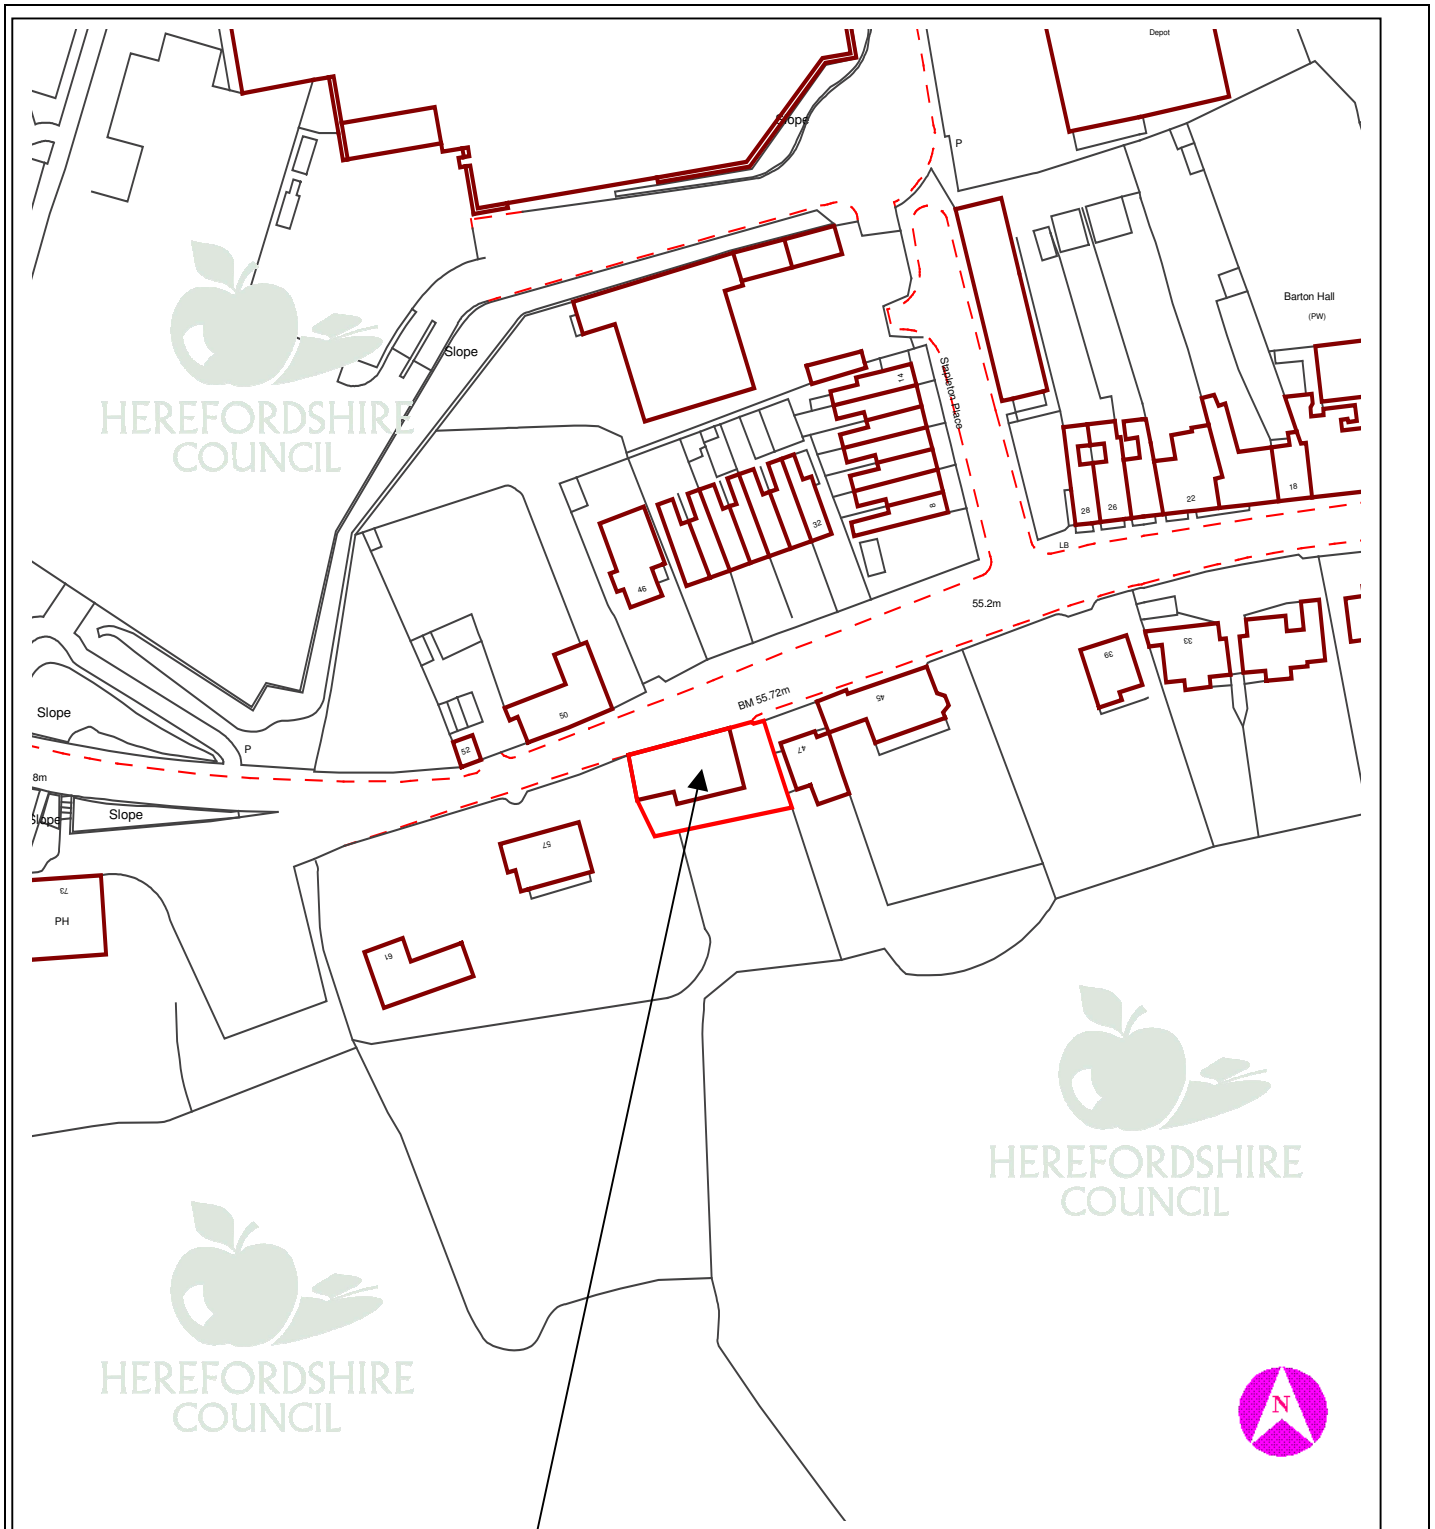 Depot
Slope
P
Barton Hall
(PW)
Slope
Stapleton Place
14
HEREFORDSHIRE
COUNCIL
8
32
18
22
26
28
LB
46
55.2m
33
39
BM 55.72m
45
50
47
52
Slope
P
8m
Slope
Slope
57
73
PH
61
HEREFORDSHIRE
COUNCIL
HEREFORDSHIRE
COUNCIL
N